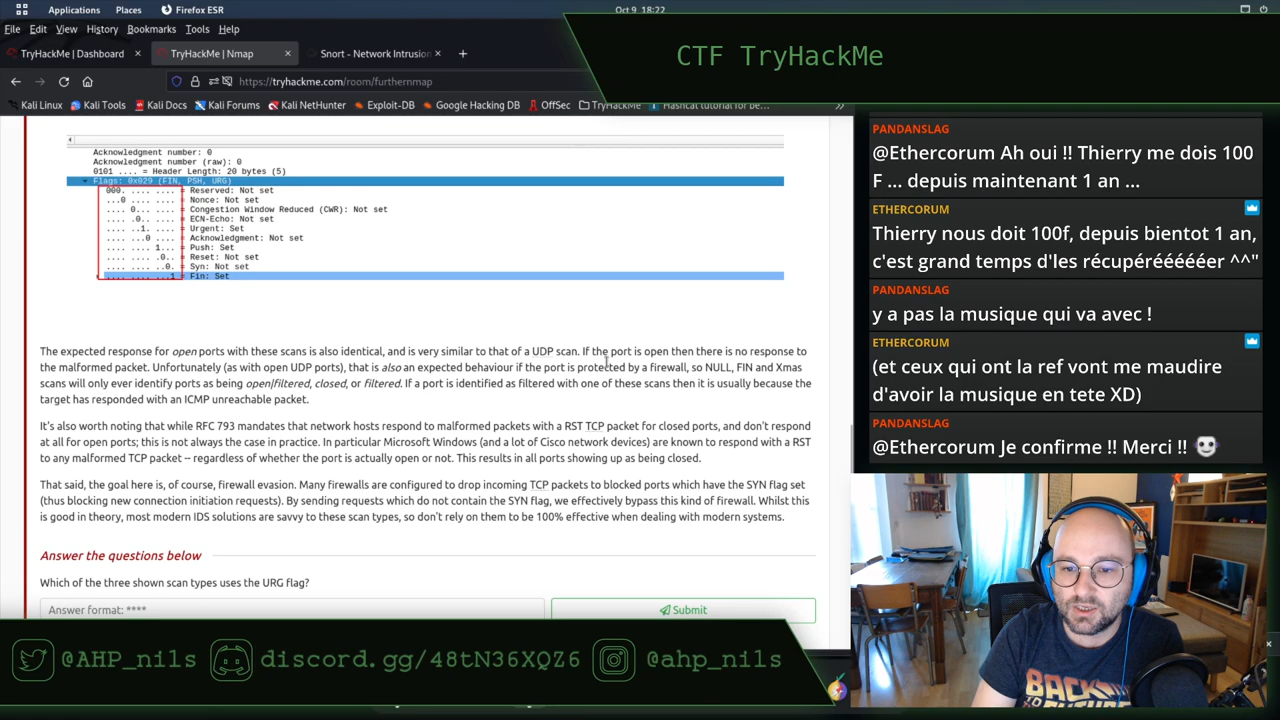 Applications Places Firefox ESR
Oct 9 18:22
File Edit View History Bookmarks Tools Help
TryHackMe | Dashboard
TryHackMe | Nmap
Snort - Network Intrusion
https://tryhackme.com/room/furthernmap
Kali Linux Kali Tools Kali Docs Kali Forums Kali NetHunter Exploit-DB Google Hacking DB OffSec TryHackMe Hashcat tutorial for be…
CTF TryHackMe
Acknowledgment number: 0
Acknowledgment number (raw): 0
0101 .... = Header Length: 20 bytes (5)
Flags: 0x029 (FIN, PSH, URG)
000. .... .... = Reserved: Not set
...0 .... .... = Nonce: Not set
.... 0... .... = Congestion Window Reduced (CWR): Not set
.... .0.. .... = ECN-Echo: Not set
.... ..1. .... = Urgent: Set
.... ...0 .... = Acknowledgment: Not set
.... .... 1... = Push: Set
.... .... .0.. = Reset: Not set
.... .... ..0. = Syn: Not set
.... .... ...1 = Fin: Set
The expected response for open ports with these scans is also identical, and is very similar to that of a UDP scan. If the port is open then there is no response to
the malformed packet. Unfortunately (as with open UDP ports), that is also an expected behaviour if the port is protected by a firewall, so NULL, FIN and Xmas
scans will only ever identify ports as being open|filtered, closed, or filtered. If a port is identified as filtered with one of these scans then it is usually because the
target has responded with an ICMP unreachable packet.
It's also worth noting that while RFC 793 mandates that network hosts respond to malformed packets with a RST TCP packet for closed ports, and don't respond
at all for open ports; this is not always the case in practice. In particular Microsoft Windows (and a lot of Cisco network devices) are known to respond with a RST
to any malformed TCP packet -- regardless of whether the port is actually open or not. This results in all ports showing up as being closed.
That said, the goal here is, of course, firewall evasion. Many firewalls are configured to drop incoming TCP packets to blocked ports which have the SYN flag set
(thus blocking new connection initiation requests). By sending requests which do not contain the SYN flag, we effectively bypass this kind of firewall. Whilst this
is good in theory, most modern IDS solutions are savvy to these scan types, so don't rely on them to be 100% effective when dealing with modern systems.
Answer the questions below
Which of the three shown scan types uses the URG flag?
Answer format: ****
Submit
PANDANSLAG
@Ethercorum Ah oui !! Thierry me dois 100
F ... depuis maintenant 1 an ...
ETHERCORUM
Thierry nous doit 100f, depuis bientot 1 an,
c'est grand temps d'les récupéréééééer ^^"
PANDANSLAG
y a pas la musique qui va avec !
ETHERCORUM
(et ceux qui ont la ref vont me maudire
d'avoir la musique en tete XD)
PANDANSLAG
@Ethercorum Je confirme !! Merci !!
@AHP_nils
discord.gg/48tN36XQZ6
@ahp_nils